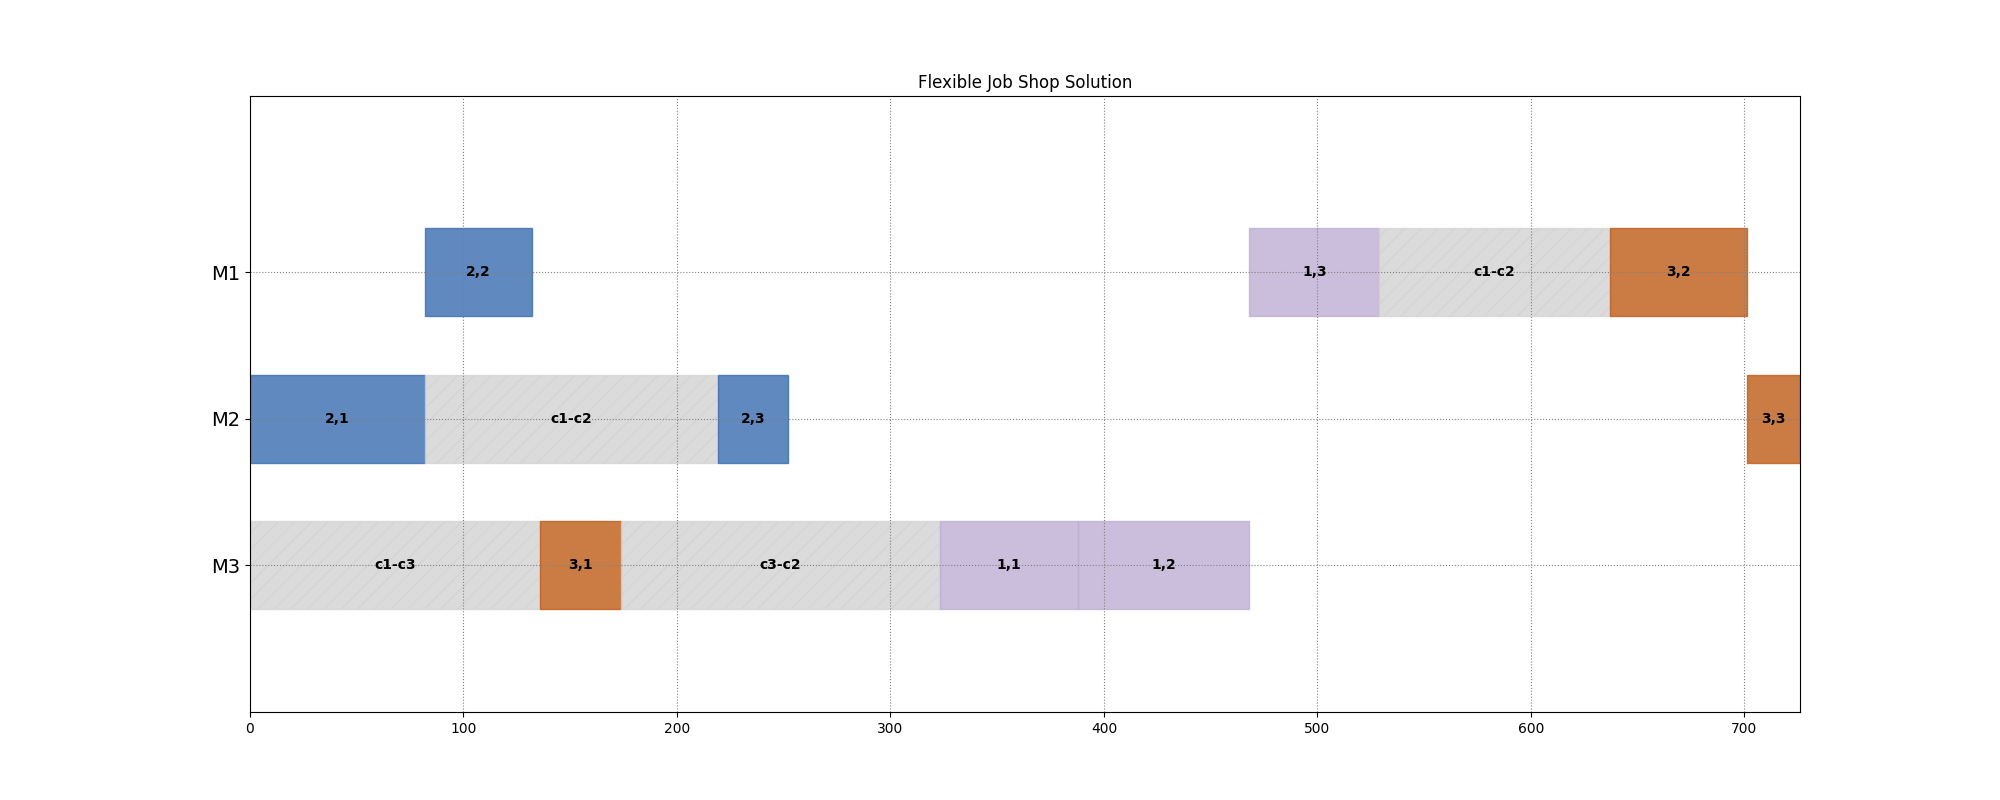 Flexible Job Shop Solution
M1
2,2
1,3
c1-c2
3,2
M2
2,1
c1-c2
2,3
3,3
M3
c1-c3
3,1
c3-c2
1,1
1,2
0 100 200 300 400 500 600 700